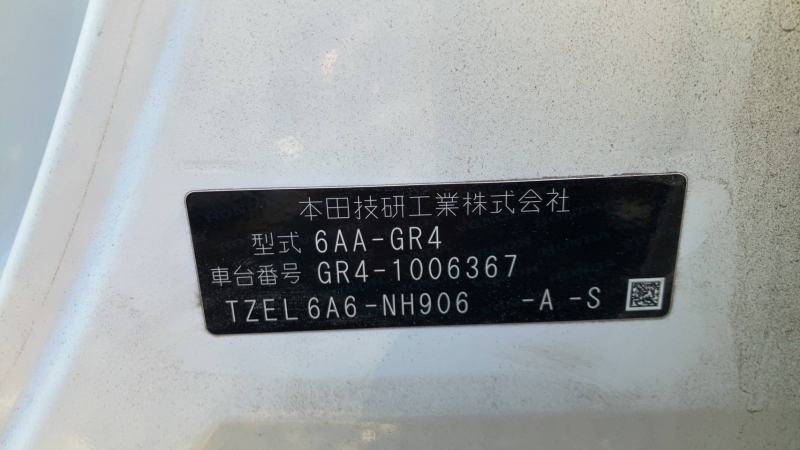 本田技研工業株式会社
型式 6AA-GR4
車台番号 GR4-1006367
TZEL 6A6-NH906 -A -S